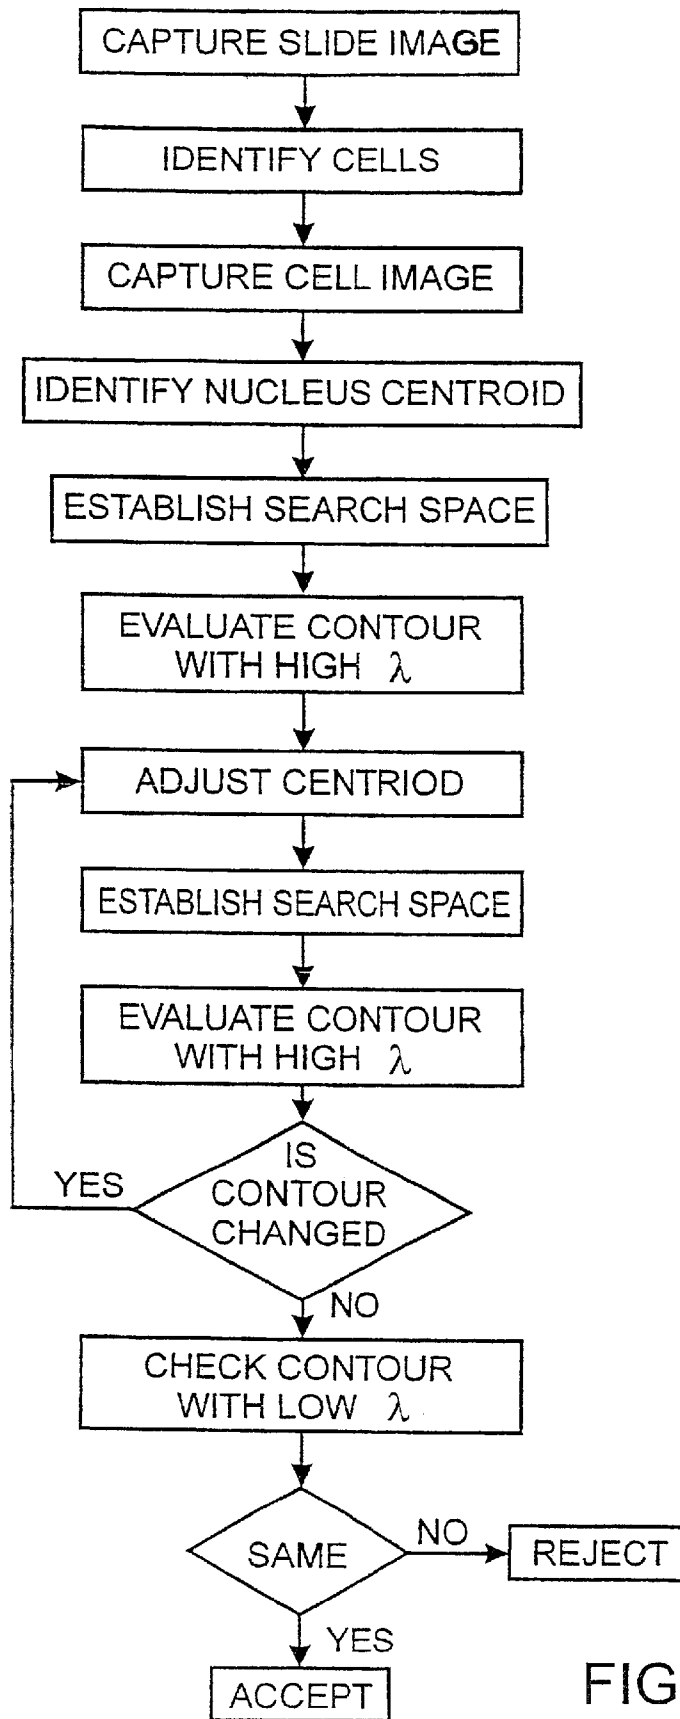 CAPTURE SLIDE IMAGE
IDENTIFY CELLS
CAPTURE CELL IMAGE
IDENTIFY NUCLEUS CENTROID
ESTABLISH SEARCH SPACE
EVALUATE CONTOUR
WITH HIGH λ
ADJUST CENTRIOD
ESTABLISH SEARCH SPACE
EVALUATE CONTOUR
WITH HIGH λ
IS
CONTOUR
CHANGED
YES
NO
CHECK CONTOUR
WITH LOW λ
SAME
NO
REJECT
YES
ACCEPT
FIG